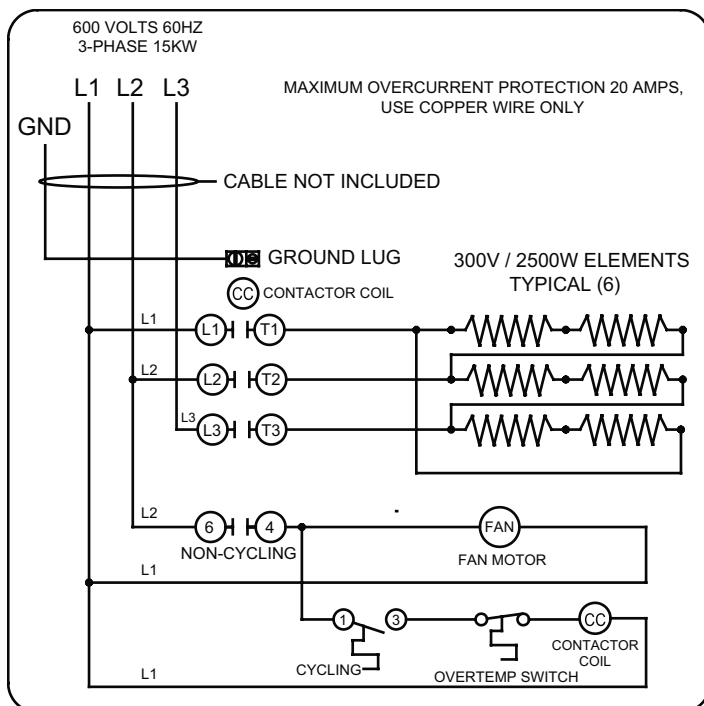 600 VOLTS 60HZ
3-PHASE 15KW
L1 L2 L3
MAXIMUM OVERCURRENT PROTECTION 20 AMPS,
USE COPPER WIRE ONLY
GND
CABLE NOT INCLUDED
GROUND LUG
300V / 2500W ELEMENTS
TYPICAL (6)
CC CONTACTOR COIL
L1 L1 T1
L2 L2 T2
L3 L3 T3
L2 6 4 FAN
NON-CYCLING
FAN MOTOR
L1
1 3 CC
CONTACTOR
COIL
CYCLING
OVERTEMP SWITCH
L1